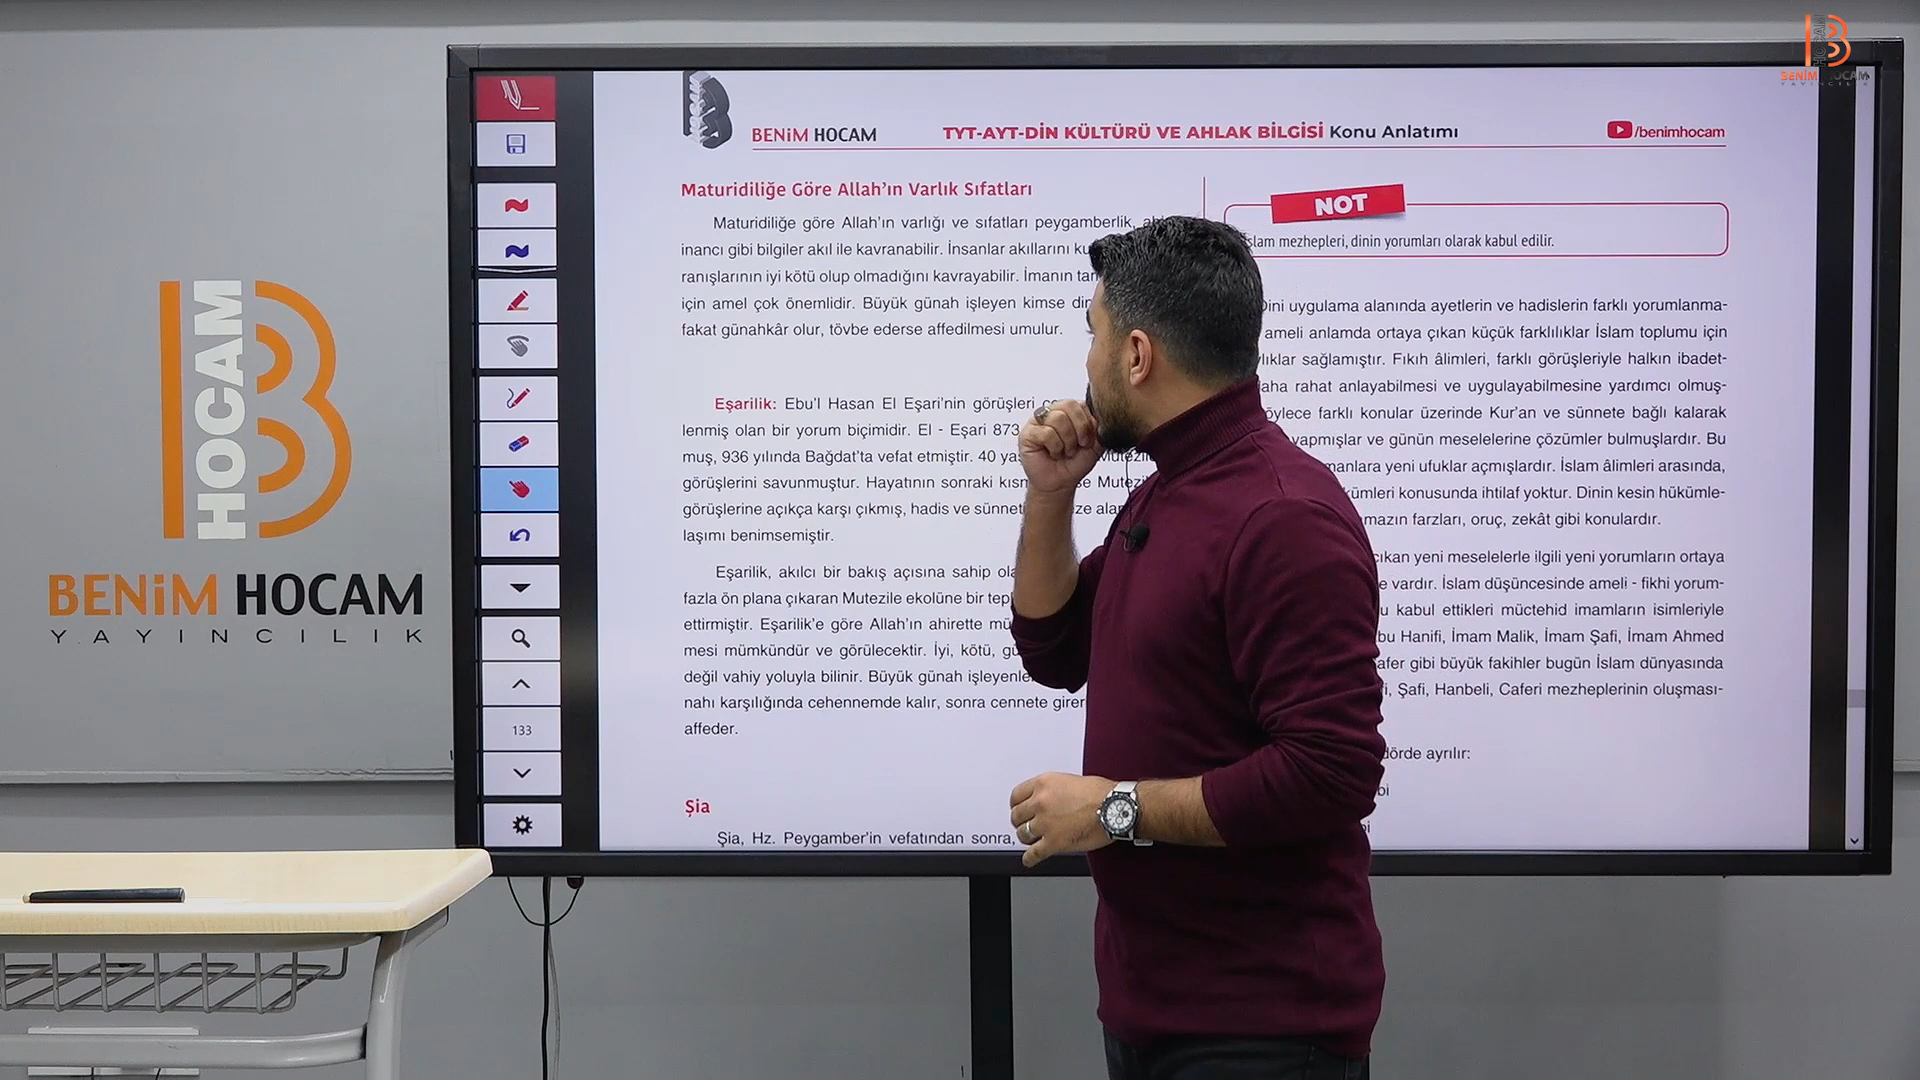 HOCAM
BENiM HOCAM
YAYINCILIK
133
HOCAM
BENiM HOCAM
TYT-AYT-DİN KÜLTÜRÜ VE AHLAK BİLGİSİ Konu Anlatımı
/benimhocam
HOCAM
BENiM HOCAM
YAYINCILIK
Maturidiliğe Göre Allah'ın Varlık Sıfatları
Maturidiliğe göre Allah'ın varlığı ve sıfatları peygamberlik,
inancı gibi bilgiler akıl ile kavranabilir. İnsanlar akıllarını
ranışlarının iyi kötü olup olmadığını kavrayabilir. İmanın
için amel çok önemlidir. Büyük günah işleyen kimse
fakat günahkâr olur, tövbe ederse affedilmesi umulur.
Eşarilik: Ebu'l Hasan El Eşari'nin görüşleri
lenmiş olan bir yorum biçimidir. El - Eşari 873
muş, 936 yılında Bağdat'ta vefat etmiştir. 40
görüşlerini savunmuştur. Hayatının sonraki
görüşlerine açıkça karşı çıkmış, hadis ve
laşımı benimsemiştir.
Eşarilik, akılcı bir bakış açısına sahip
fazla ön plana çıkaran Mutezile ekolüne bir
ettirmiştir. Eşarilik'e göre Allah'ın ahirette
mesi mümkündür ve görülecektir. İyi, kötü,
değil vahiy yoluyla bilinir. Büyük günah
nahı karşılığında cehennemde kalır, sonra cennete
affeder.
Şia
Şia, Hz. Peygamber'in vefatından sonra,
NOT
İslam mezhepleri, dinin yorumları olarak kabul edilir.
Dini uygulama alanında ayetlerin ve hadislerin farklı yorumlanma-
ameli anlamda ortaya çıkan küçük farklılıklar İslam toplumu için
sağlamıştır. Fıkıh âlimleri, farklı görüşleriyle halkın ibadet-
daha rahat anlayabilmesi ve uygulayabilmesine yardımcı olmuş-
farklı konular üzerinde Kur'an ve sünnete bağlı kalarak
yapmışlar ve günün meselelerine çözümler bulmuşlardır. Bu
yeni ufuklar açmışlardır. İslam âlimleri arasında,
konusunda ihtilaf yoktur. Dinin kesin hükümle-
farzları, oruç, zekât gibi konulardır.
yeni meselelerle ilgili yeni yorumların ortaya
vardır. İslam düşüncesinde ameli - fikhi yorum-
kabul ettikleri müctehid imamların isimleriyle
Hanifi, İmam Malik, İmam Şafi, İmam Ahmed
gibi büyük fakihler bugün İslam dünyasında
Şafi, Hanbeli, Caferi mezheplerinin oluşması-
dörde ayrılır: